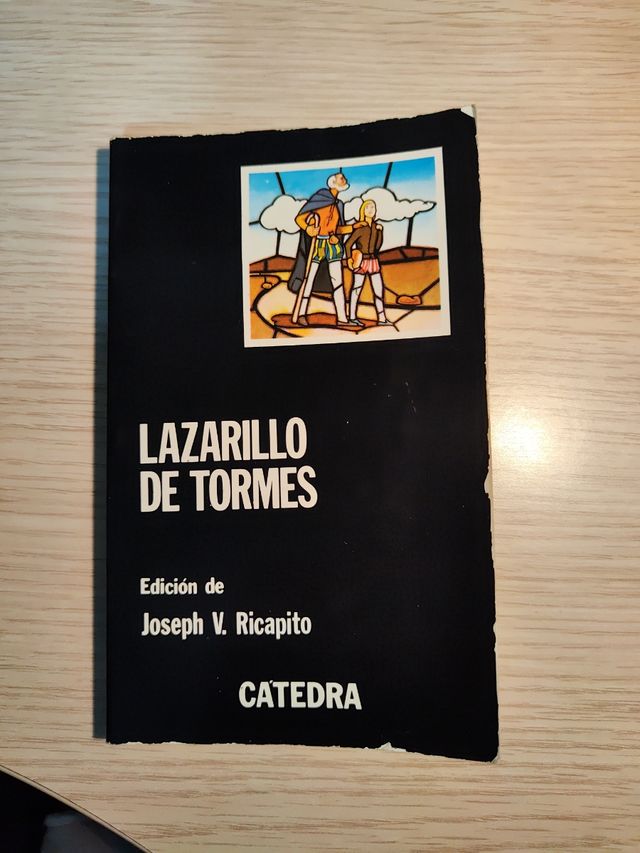 LAZARILLO
DE TORMES
Edición de
Joseph V. Ricapito
CÁTEDRA